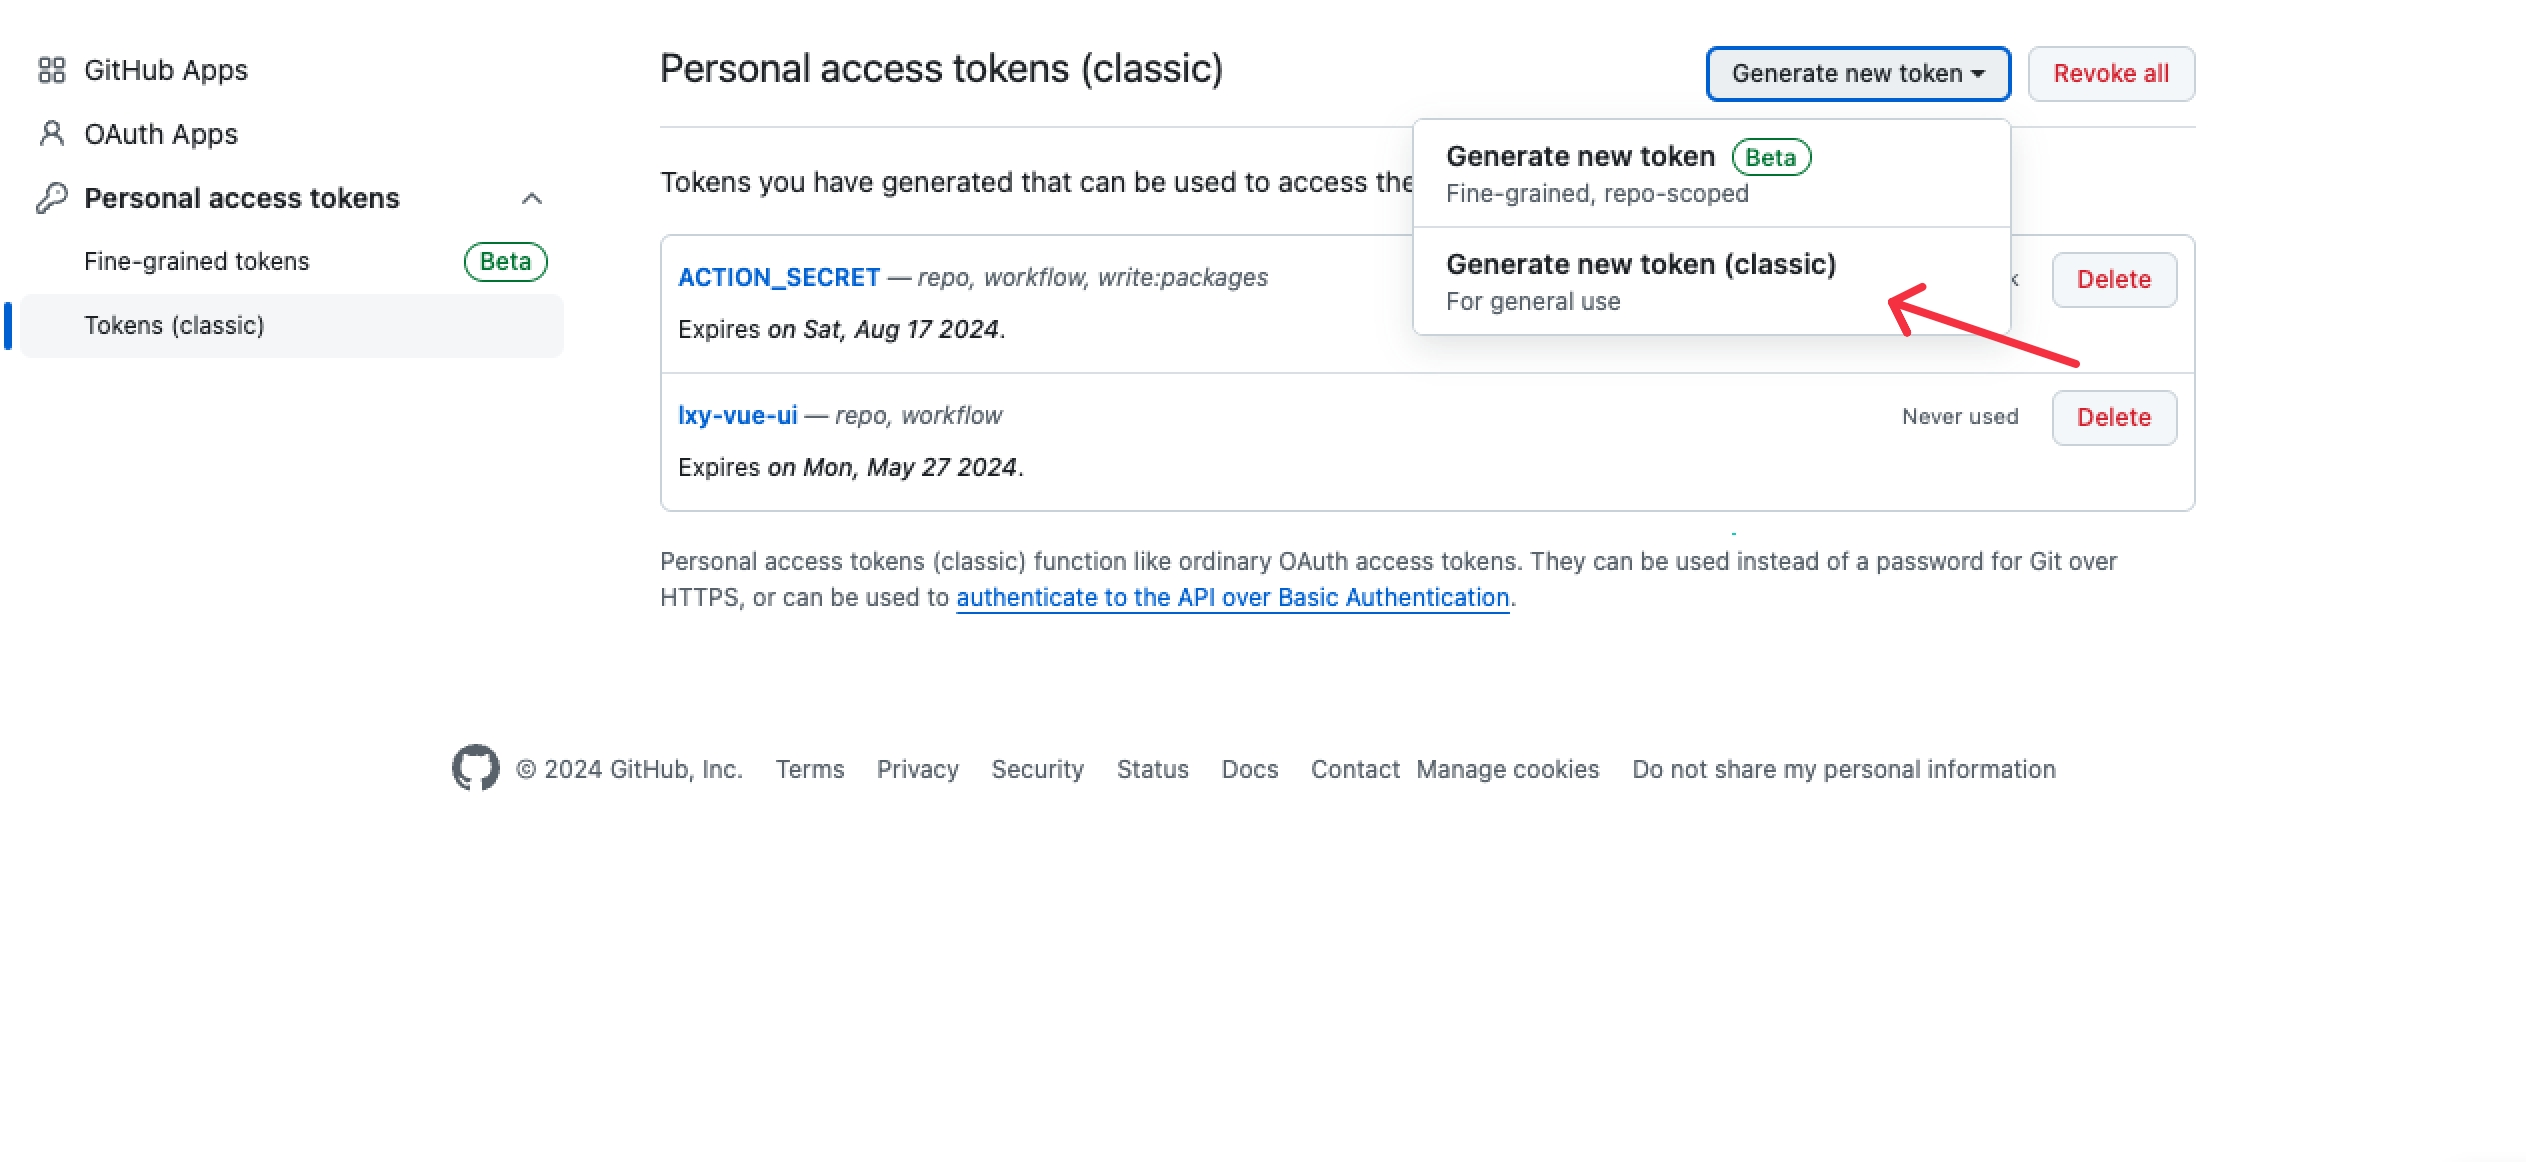 GitHub Apps
OAuth Apps
Personal access tokens
Fine-grained tokens Beta
Tokens (classic)
Personal access tokens (classic)
Generate new token Revoke all
Generate new token Beta
Fine-grained, repo-scoped
Generate new token (classic)
For general use
Tokens you have generated that can be used to access the
ACTION_SECRET — repo, workflow, write:packages
Delete
Expires on Sat, Aug 17 2024.
lxy-vue-ui — repo, workflow
Never used Delete
Expires on Mon, May 27 2024.
Personal access tokens (classic) function like ordinary OAuth access tokens. They can be used instead of a password for Git over
HTTPS, or can be used to authenticate to the API over Basic Authentication.
© 2024 GitHub, Inc. Terms Privacy Security Status Docs Contact Manage cookies Do not share my personal information